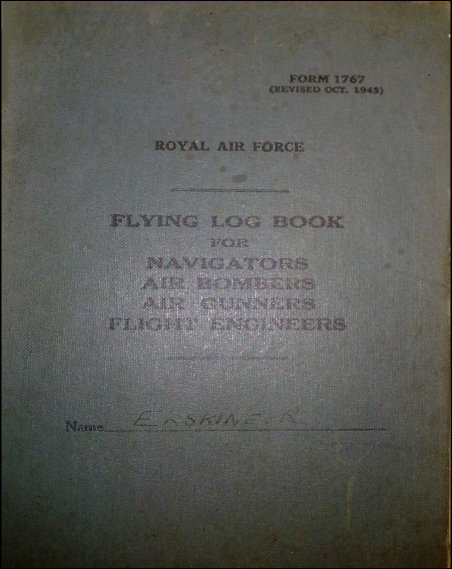 FORM 1767
(REVISED OCT. 1943)
ROYAL AIR FORCE
FLYING LOG BOOK
FOR
NAVIGATORS
AIR BOMBERS
AIR GUNNERS
FLIGHT ENGINEERS
Name ERSKINE. R